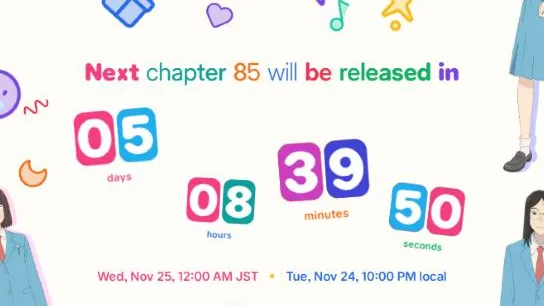 Next chapter 85 will be released in
05
days
08
hours
39
minutes
50
seconds
Wed, Nov 25, 12:00 AM JST • Tue, Nov 24, 10:00 PM local